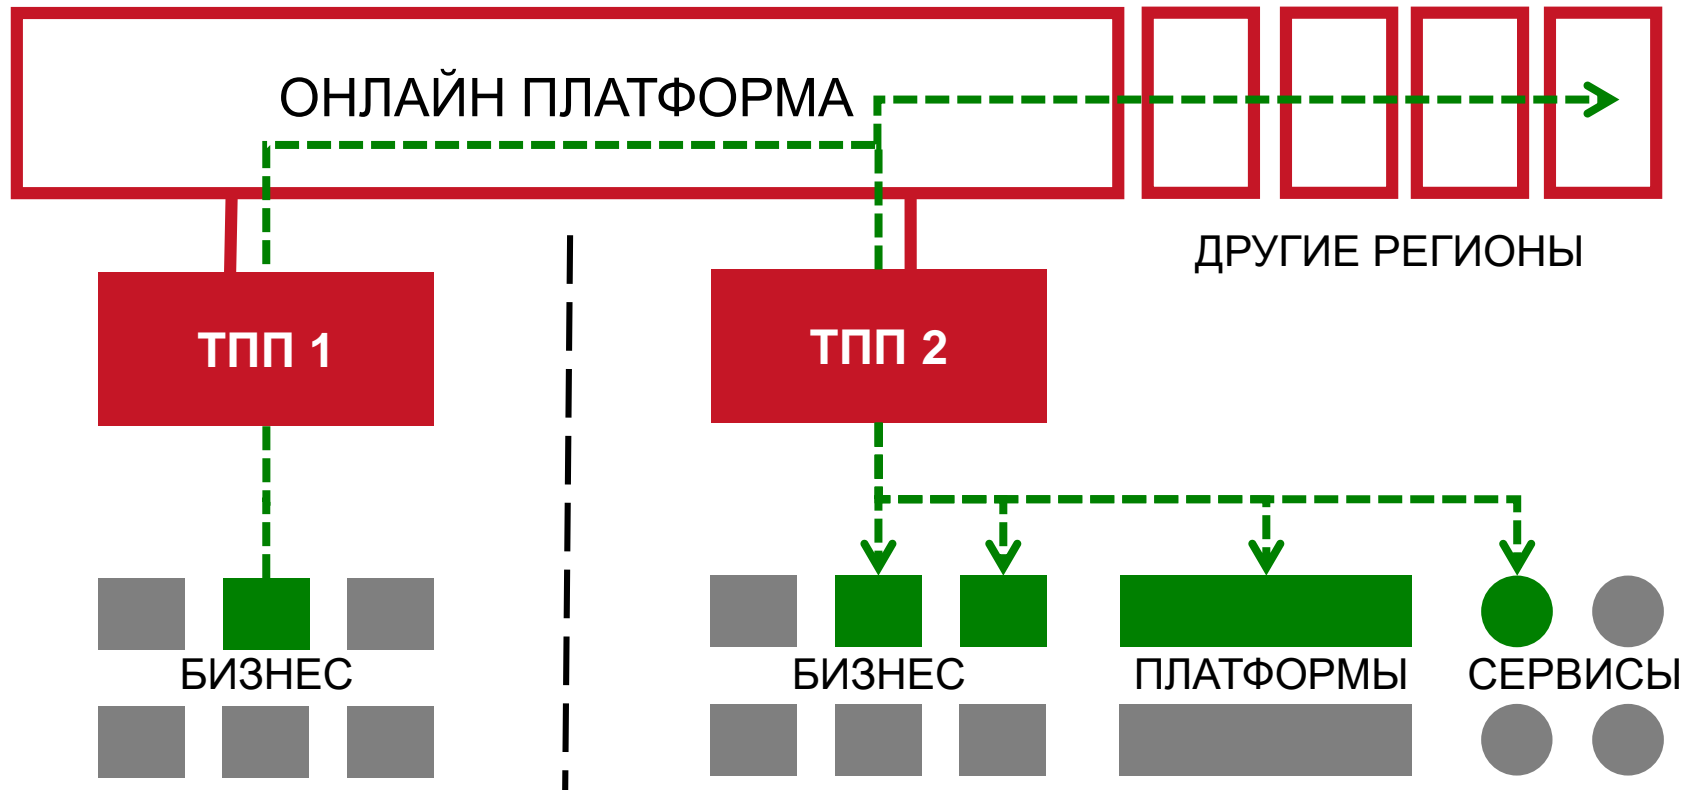 ОНЛАЙН ПЛАТФОРМА
ДРУГИЕ РЕГИОНЫ
ТПП 1
ТПП 2
БИЗНЕС
БИЗНЕС
ПЛАТФОРМЫ
СЕРВИСЫ